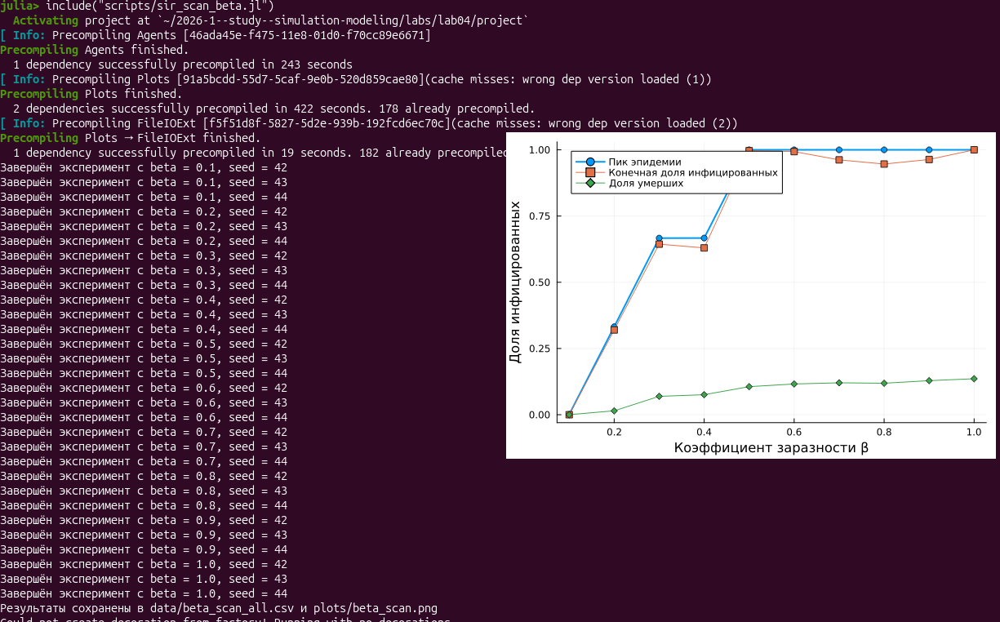 julia> include("scripts/sir_scan_beta.jl")
Activating project at `~/2026-1--study--simulation-modeling/labs/lab04/project`
[ Info: Precompiling Agents [46ada45e-f475-11e8-01d0-f70cc89e6671]
Precompiling Agents finished.
1 dependency successfully precompiled in 243 seconds
[ Info: Precompiling Plots [91a5bcdd-55d7-5caf-9e0b-520d859cae80](cache misses: wrong dep version loaded (1))
Precompiling Plots finished.
2 dependencies successfully precompiled in 422 seconds. 178 already precompiled.
[ Info: Precompiling FileIOExt [f5f51d8f-5827-5d2e-939b-192fcd6ec70c](cache misses: wrong dep version loaded (2))
Precompiling Plots → FileIOExt finished.
1 dependency successfully precompiled in 19 seconds. 182 already precompiled
Завершён эксперимент с beta = 0.1, seed = 42
Завершён эксперимент с beta = 0.1, seed = 43
Завершён эксперимент с beta = 0.1, seed = 44
Завершён эксперимент с beta = 0.2, seed = 42
Завершён эксперимент с beta = 0.2, seed = 43
Завершён эксперимент с beta = 0.2, seed = 44
Завершён эксперимент с beta = 0.3, seed = 42
Завершён эксперимент с beta = 0.3, seed = 43
Завершён эксперимент с beta = 0.3, seed = 44
Завершён эксперимент с beta = 0.4, seed = 42
Завершён эксперимент с beta = 0.4, seed = 43
Завершён эксперимент с beta = 0.4, seed = 44
Завершён эксперимент с beta = 0.5, seed = 42
Завершён эксперимент с beta = 0.5, seed = 43
Завершён эксперимент с beta = 0.5, seed = 44
Завершён эксперимент с beta = 0.6, seed = 42
Завершён эксперимент с beta = 0.6, seed = 43
Завершён эксперимент с beta = 0.6, seed = 44
Завершён эксперимент с beta = 0.7, seed = 42
Завершён эксперимент с beta = 0.7, seed = 43
Завершён эксперимент с beta = 0.7, seed = 44
Завершён эксперимент с beta = 0.8, seed = 42
Завершён эксперимент с beta = 0.8, seed = 43
Завершён эксперимент с beta = 0.8, seed = 44
Завершён эксперимент с beta = 0.9, seed = 42
Завершён эксперимент с beta = 0.9, seed = 43
Завершён эксперимент с beta = 0.9, seed = 44
Завершён эксперимент с beta = 1.0, seed = 42
Завершён эксперимент с beta = 1.0, seed = 43
Завершён эксперимент с beta = 1.0, seed = 44
Результаты сохранены в data/beta_scan_all.csv и plots/beta_scan.png
Could not create decoration from factory! Running with no decorations.
Доля инфицированных
1.00
0.75
0.50
0.25
0.00
Пик эпидемии
Конечная доля инфицированных
Доля умерших
0.2 0.4 0.6 0.8 1.0
Коэффициент заразности β